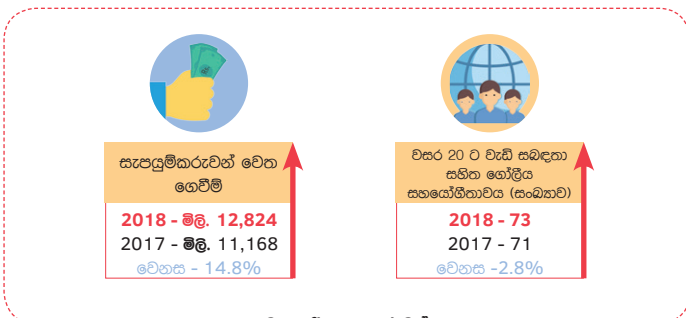 සැපයුම්කරුවන් වෙත
ගෙවීම්
2018 - මිලි. 12,824
2017 - මිලි. 11,168
වෙනස - 14.8%
වසර 20 ට වැඩි සබඳතා
සහිත ගෝලීය
සහයෝගීතාවය (සංඛ්‍යාව)
2018 - 73
2017 - 71
වෙනස -2.8%